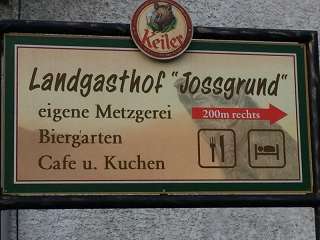 Keiler
Landgasthof "Jossgrund"
eigene Metzgerei
200m rechts
Biergarten
Cafe u. Kuchen